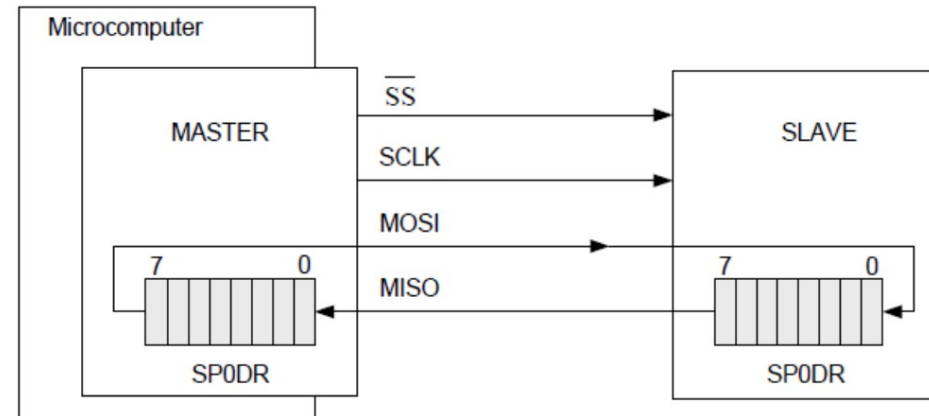 Microcomputer
MASTER
SS
SLAVE
SCLK
MOSI
7 0
7 0
MISO
SP0DR
SP0DR